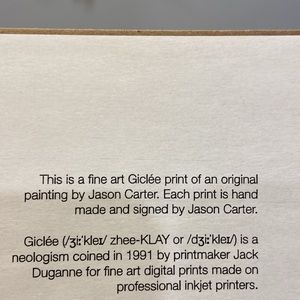 This is a fine art Giclée print of an original
painting by Jason Carter. Each print is hand
made and signed by Jason Carter.
Giclée (/ʒiːˈkleɪ/ zhee-KLAY or /dʒiːˈkleɪ/) is a
neologism coined in 1991 by printmaker Jack
Duganne for fine art digital prints made on
professional inkjet printers.